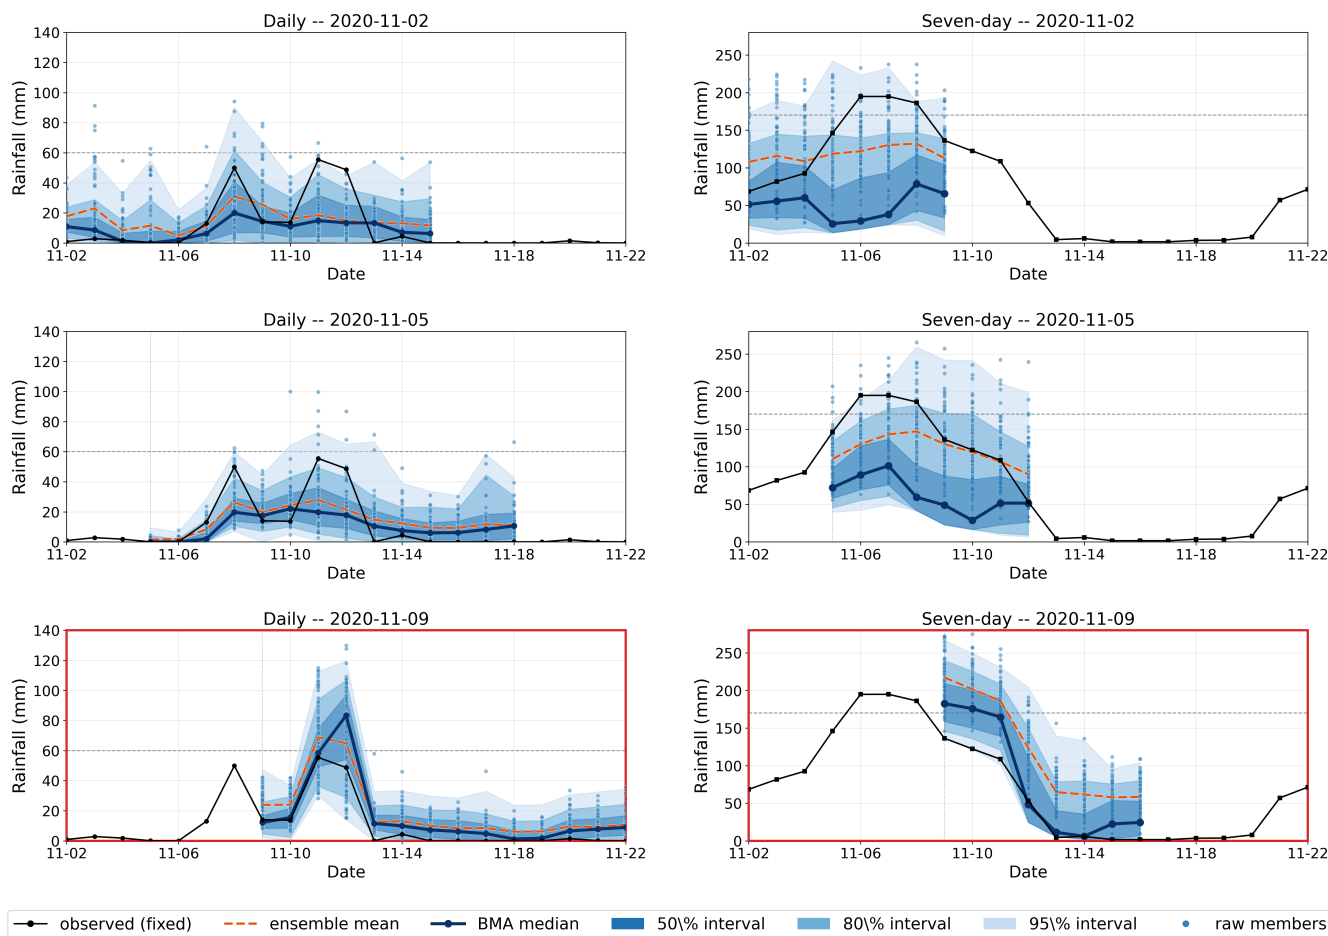 Daily -- 2020-11-02
Seven-day -- 2020-11-02
140
120
100
80
60
40
20
0
Rainfall (mm)
11-02 11-06 11-10 11-14 11-18 11-22
Date
250
200
150
100
50
0
Rainfall (mm)
11-02 11-06 11-10 11-14 11-18 11-22
Date
Daily -- 2020-11-05
Seven-day -- 2020-11-05
140
120
100
80
60
40
20
0
Rainfall (mm)
11-02 11-06 11-10 11-14 11-18 11-22
Date
250
200
150
100
50
0
Rainfall (mm)
11-02 11-06 11-10 11-14 11-18 11-22
Date
Daily -- 2020-11-09
Seven-day -- 2020-11-09
140
120
100
80
60
40
20
0
Rainfall (mm)
11-02 11-06 11-10 11-14 11-18 11-22
Date
250
200
150
100
50
0
Rainfall (mm)
11-02 11-06 11-10 11-14 11-18 11-22
Date
observed (fixed) ensemble mean BMA median 50\% interval 80\% interval 95\% interval raw members